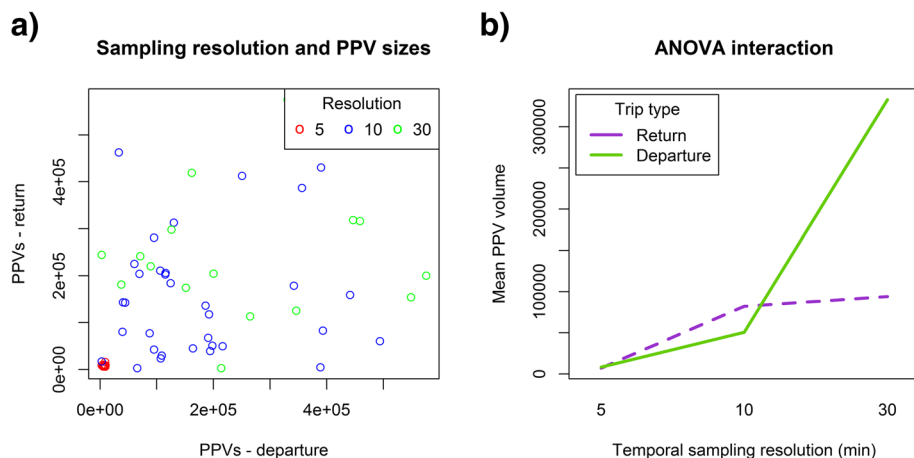 a)
Sampling resolution and PPV sizes
Resolution
5 10 30
PPVs - return
0e+00 2e+05 4e+05
0e+00 2e+05 4e+05
PPVs - departure
b)
ANOVA interaction
Trip type
Return
Departure
Mean PPV volume
0 100000 200000 300000
5 10 30
Temporal sampling resolution (min)